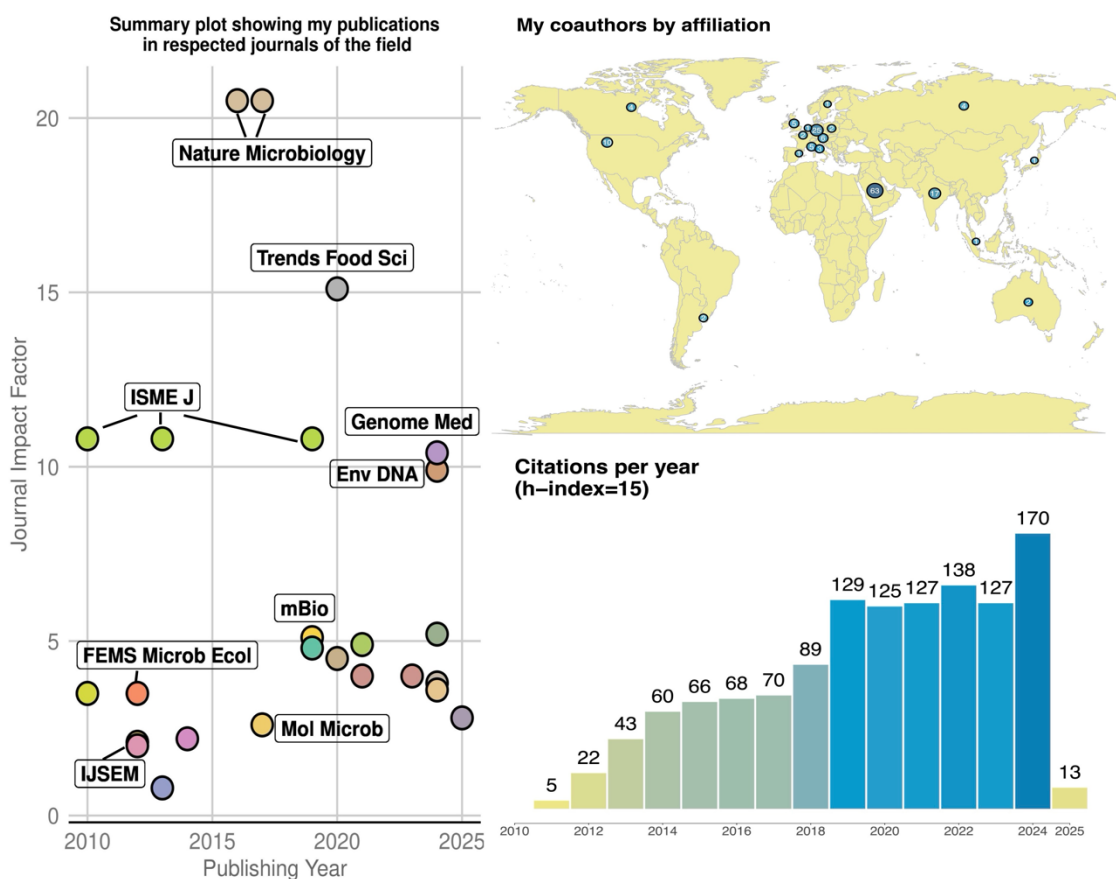 Summary plot showing my publications
in respected journals of the field
Journal Impact Factor
20
15
10
5
0
Nature Microbiology
Trends Food Sci
ISME J
Genome Med
Env DNA
mBio
FEMS Microb Ecol
Mol Microb
IJSEM
2010
2015
2020
2025
Publishing Year
My coauthors by affiliation
10
63
17
Citations per year
(h−index=15)
5
22
43
60
66
68
70
89
129
125
127
138
127
170
13
2010
2012
2014
2016
2018
2020
2022
2024
2025